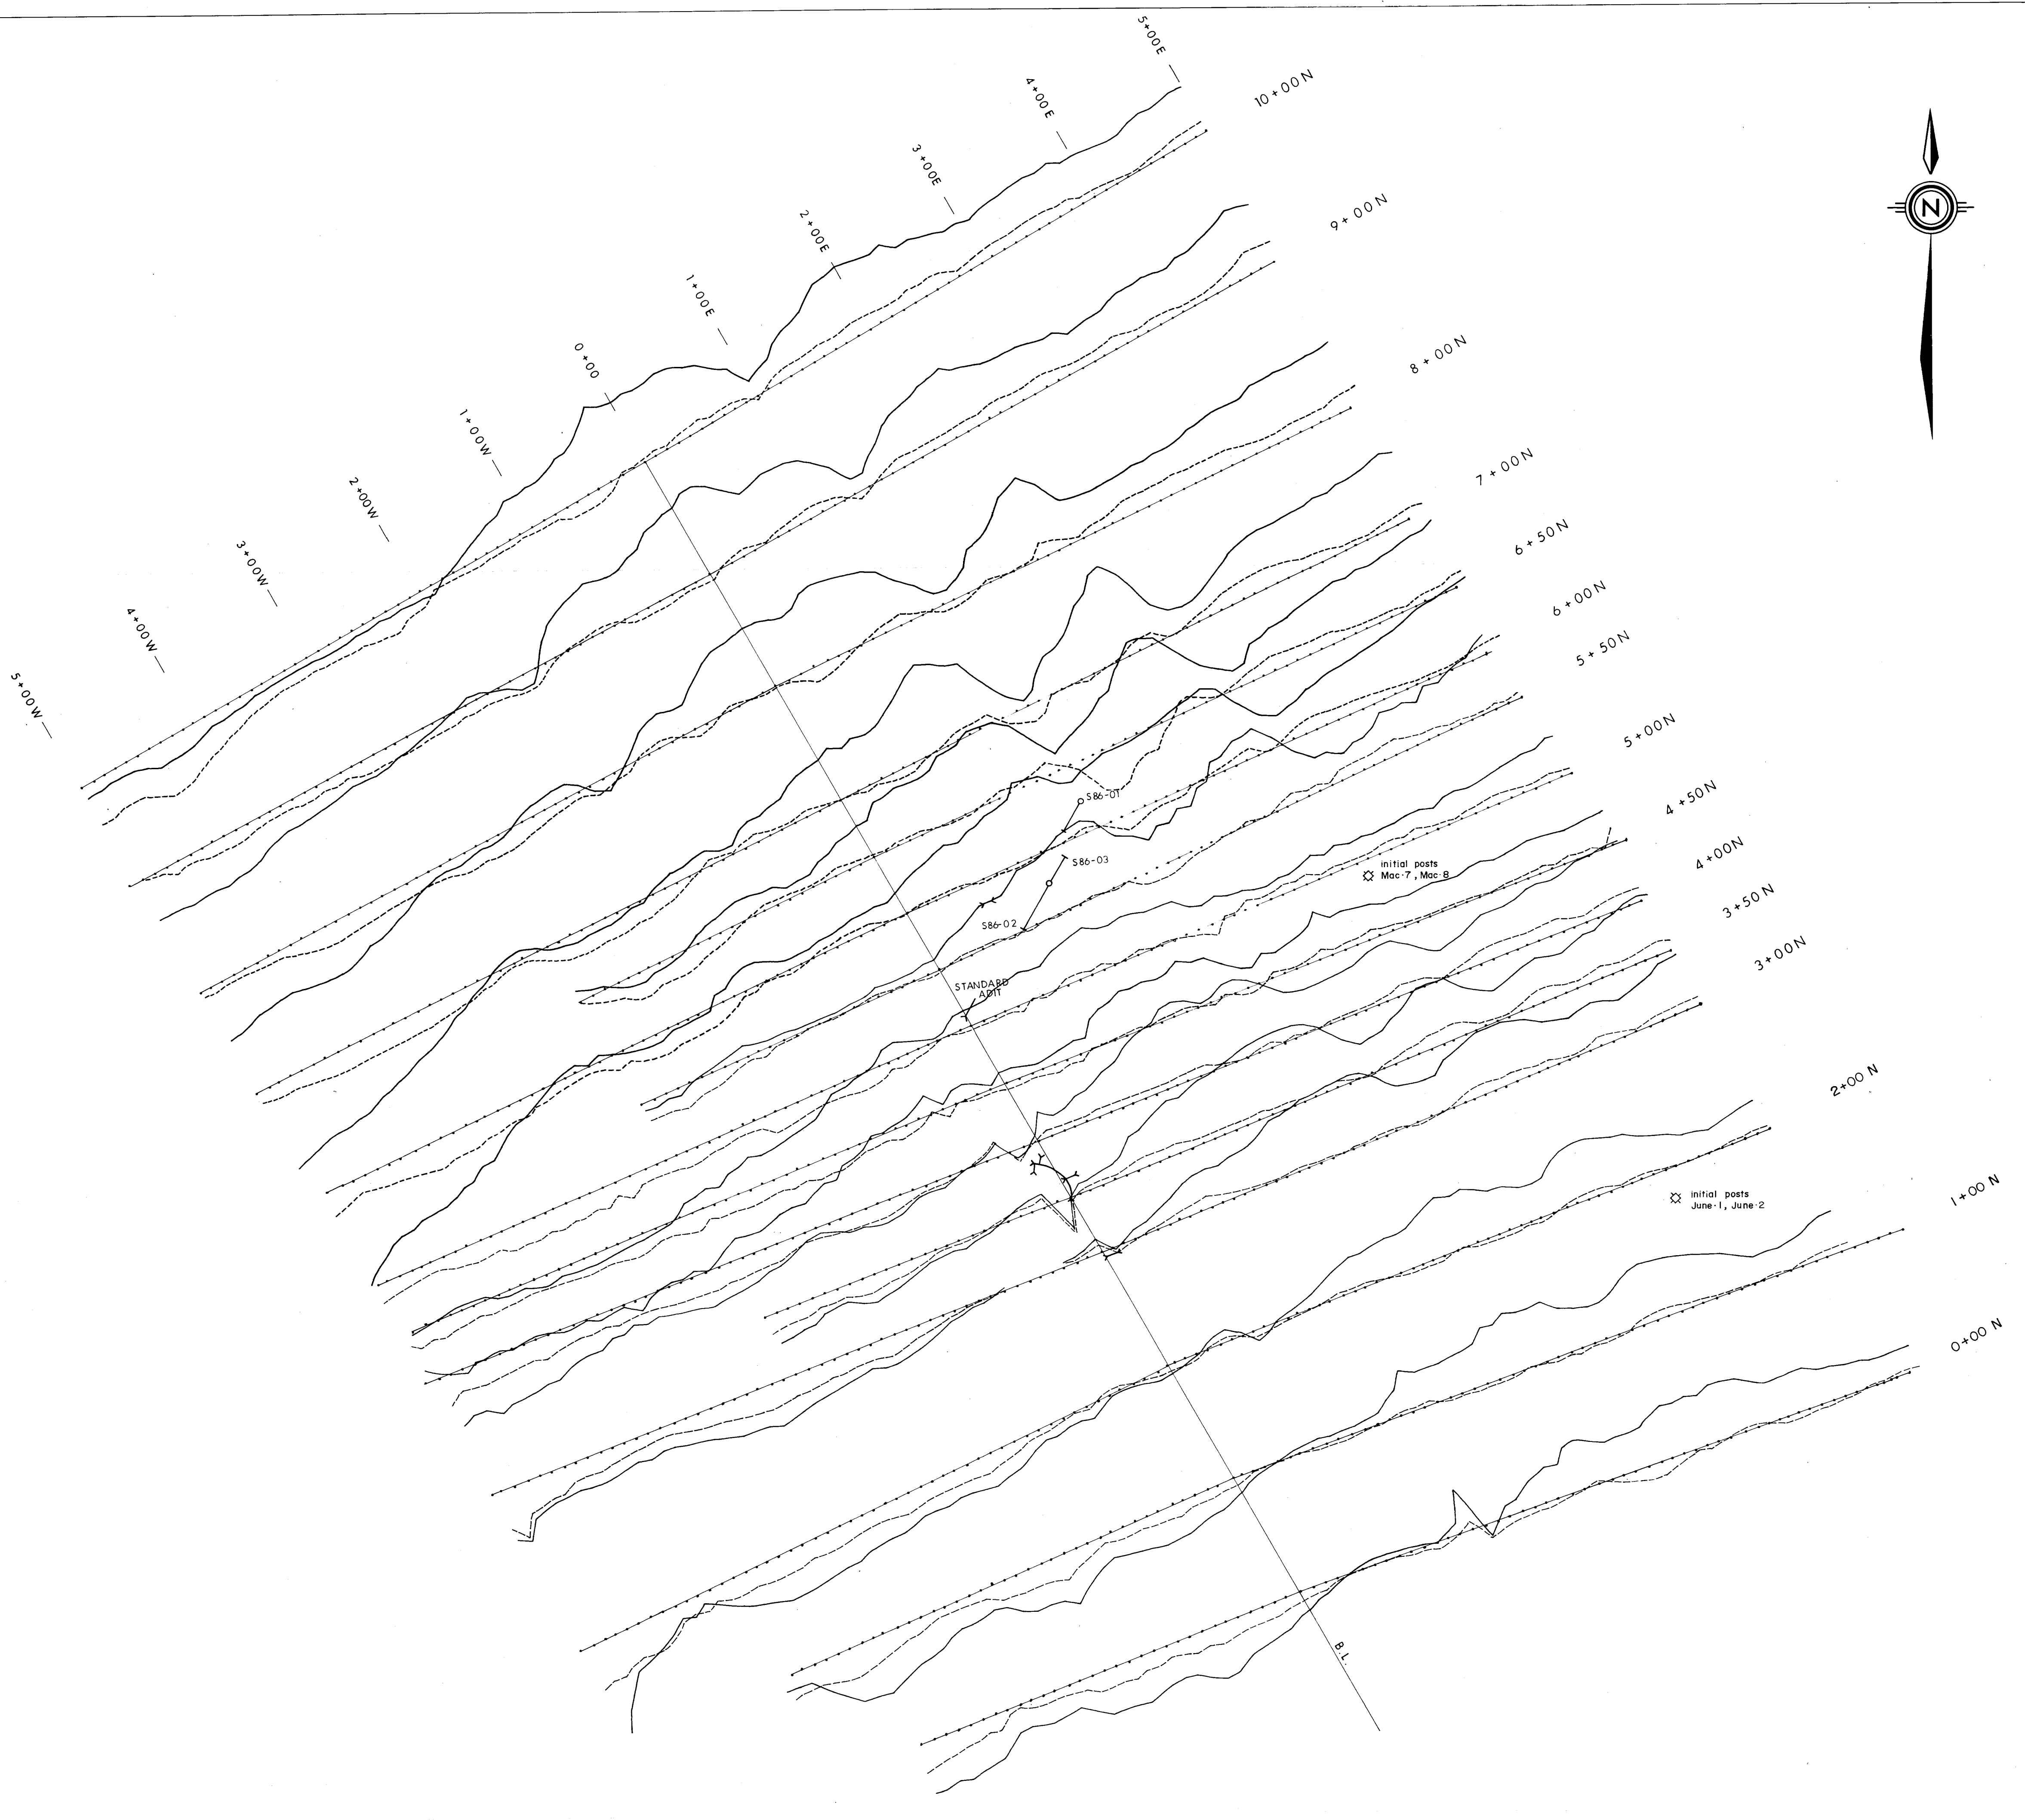 5+00E
4+00E
3+00E
2+00E
1+00E
0+00
1+00W
2+00W
3+00W
4+00W
5+00W
10+00N
9+00N
8+00N
7+00N
6+50N
6+00N
5+50N
5+00N
4+50N
4+00N
3+50N
3+00N
2+00N
1+00N
0+00N
N
S86-01
S86-03
S86-02
STANDARD
ADIT
initial posts
Mac-7, Mac-8
initial posts
June-1, June-2
B.L.